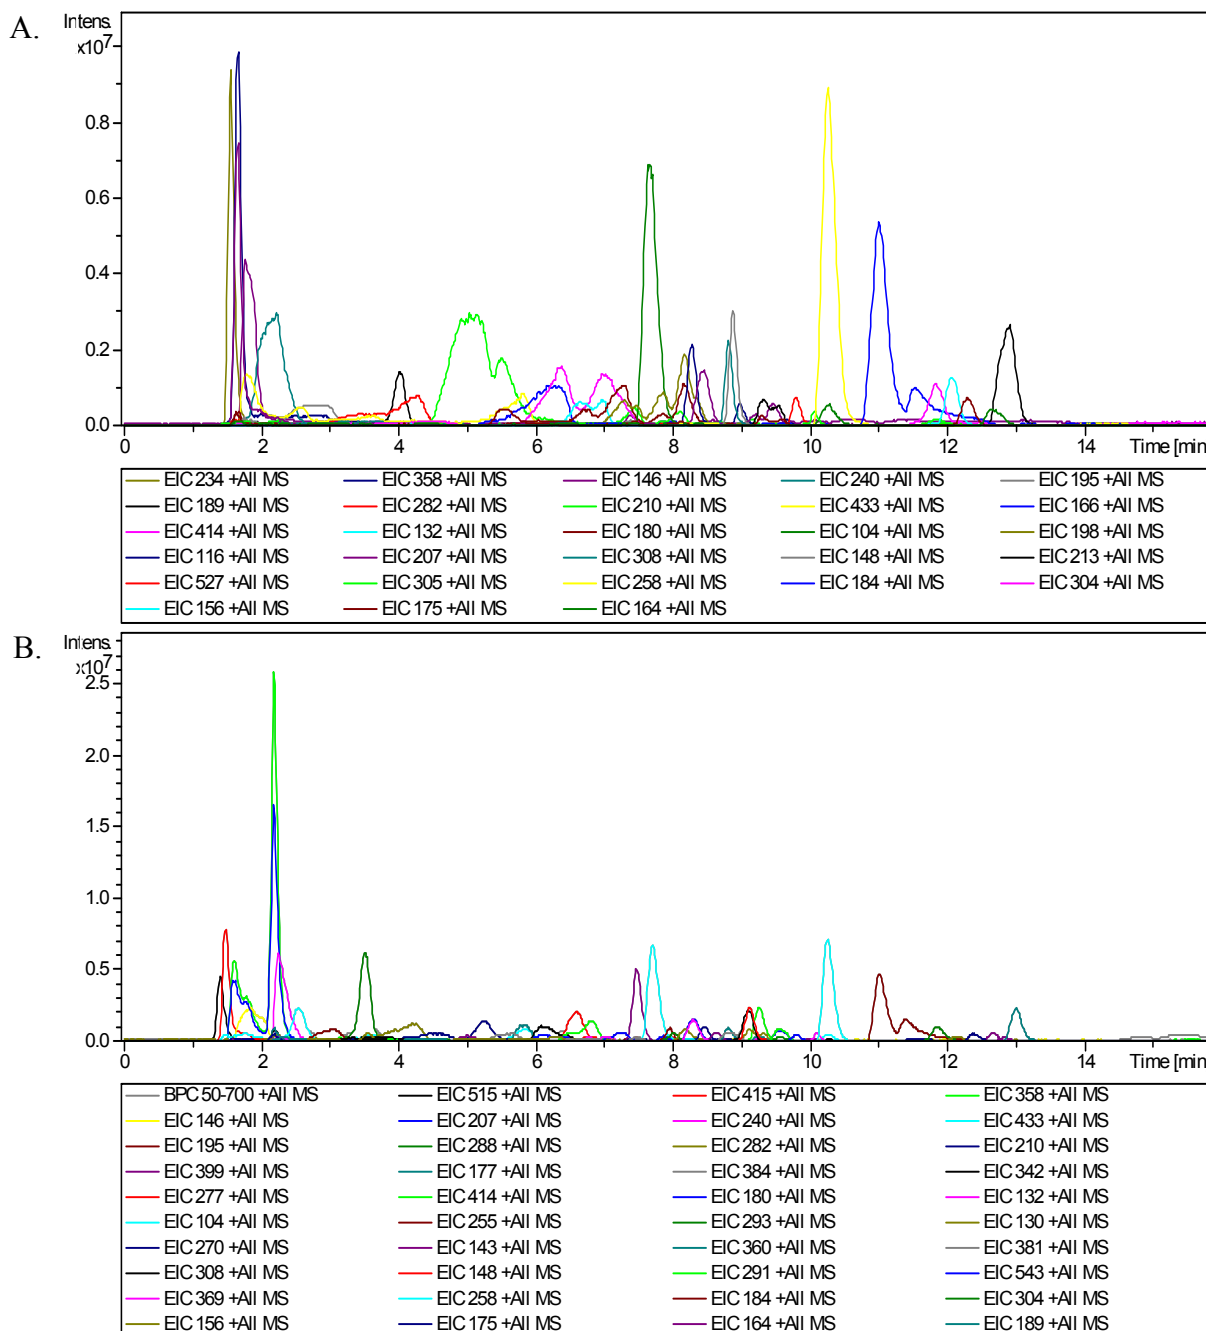 A.
Intens.
x10⁷
0.8
0.6
0.4
0.2
0.0
0 2 4 6 8 10 12 14 Time [min
EIC 234 +All MS EIC 358 +All MS EIC 146 +All MS EIC 240 +All MS EIC 195 +All MS
EIC 189 +All MS EIC 282 +All MS EIC 210 +All MS EIC 433 +All MS EIC 166 +All MS
EIC 414 +All MS EIC 132 +All MS EIC 180 +All MS EIC 104 +All MS EIC 198 +All MS
EIC 116 +All MS EIC 207 +All MS EIC 308 +All MS EIC 148 +All MS EIC 213 +All MS
EIC 527 +All MS EIC 305 +All MS EIC 258 +All MS EIC 184 +All MS EIC 304 +All MS
EIC 156 +All MS EIC 175 +All MS EIC 164 +All MS
B.
Intens.
x10⁷
2.5
2.0
1.5
1.0
0.5
0.0
0 2 4 6 8 10 12 14 Time [min
BPC 50-700 +All MS EIC 515 +All MS EIC 415 +All MS EIC 358 +All MS
EIC 146 +All MS EIC 207 +All MS EIC 240 +All MS EIC 433 +All MS
EIC 195 +All MS EIC 288 +All MS EIC 282 +All MS EIC 210 +All MS
EIC 399 +All MS EIC 177 +All MS EIC 384 +All MS EIC 342 +All MS
EIC 277 +All MS EIC 414 +All MS EIC 180 +All MS EIC 132 +All MS
EIC 104 +All MS EIC 255 +All MS EIC 293 +All MS EIC 130 +All MS
EIC 270 +All MS EIC 143 +All MS EIC 360 +All MS EIC 381 +All MS
EIC 308 +All MS EIC 148 +All MS EIC 291 +All MS EIC 543 +All MS
EIC 369 +All MS EIC 258 +All MS EIC 184 +All MS EIC 304 +All MS
EIC 156 +All MS EIC 175 +All MS EIC 164 +All MS EIC 189 +All MS